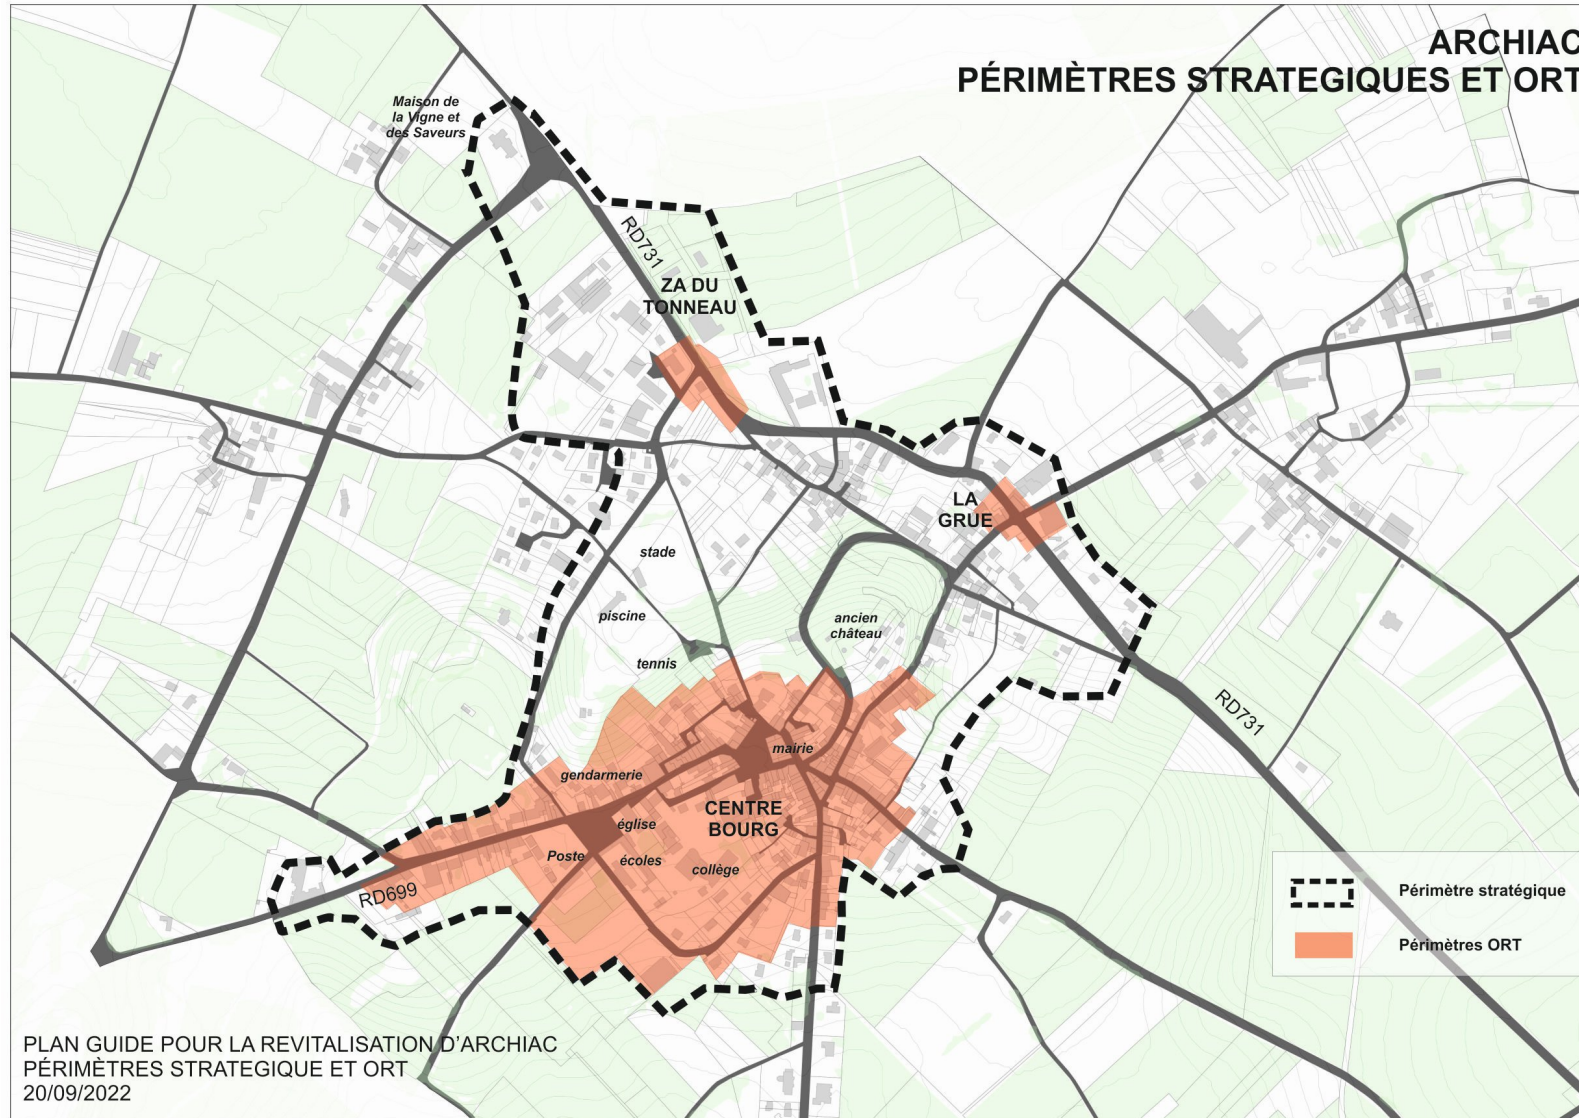 ARCHIAC
PÉRIMÈTRES STRATEGIQUES ET ORT
Maison de
la Vigne et
des Saveurs
RD731
ZA DU
TONNEAU
LA
GRUE
stade
piscine
ancien
château
tennis
RD731
mairie
gendarmerie
CENTRE
BOURG
église
Poste
écoles
collège
RD699
Périmètre stratégique
Périmètres ORT
PLAN GUIDE POUR LA REVITALISATION D'ARCHIAC
PÉRIMÈTRES STRATEGIQUE ET ORT
20/09/2022